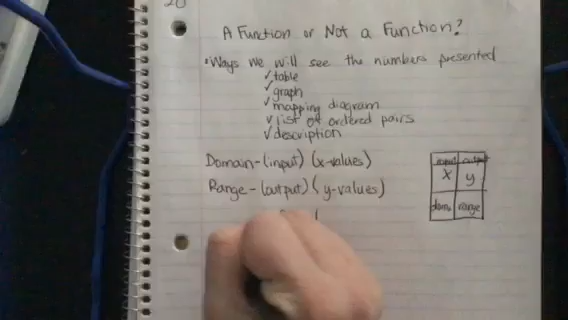 20
A Function or Not a Function?
•Ways we will see the numbers presented
✓table
✓graph
✓mapping diagram
✓list of ordered pairs
✓description
Domain-(input) (x-values)
Range-(output) (y-values)
input output
x y
dom. range